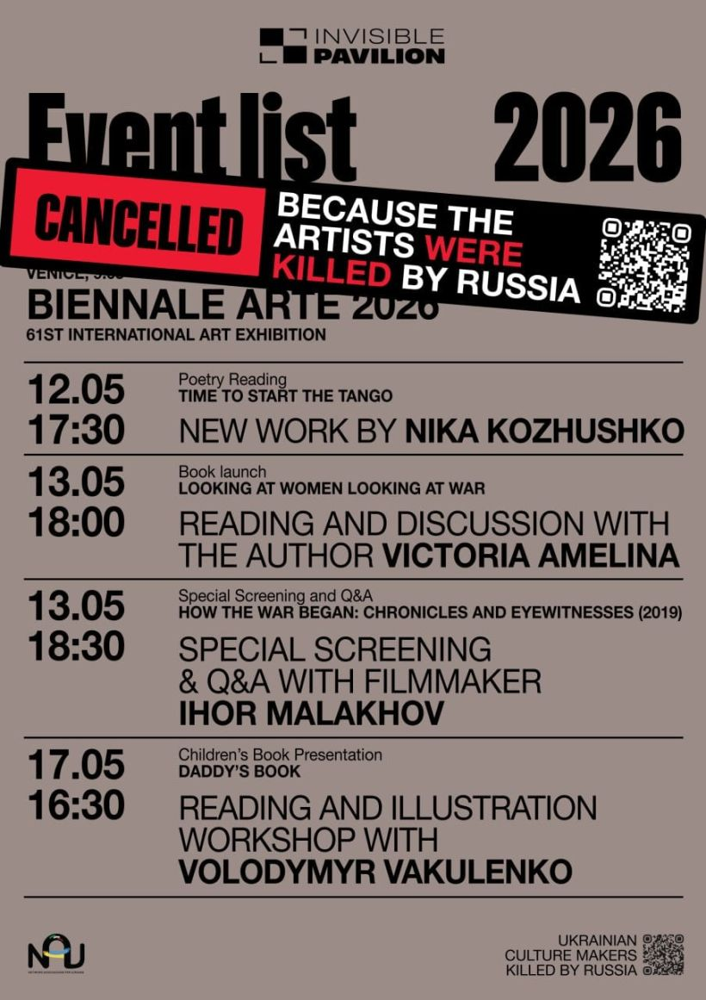 INVISIBLE
PAVILION
Event list 2026
CANCELLED
BECAUSE THE
ARTISTS WERE
KILLED BY RUSSIA
VENICE,
BIENNALE ARTE 2026
61ST INTERNATIONAL ART EXHIBITION
12.05
17:30
Poetry Reading
TIME TO START THE TANGO
NEW WORK BY NIKA KOZHUSHKO
13.05
18:00
Book launch
LOOKING AT WOMEN LOOKING AT WAR
READING AND DISCUSSION WITH
THE AUTHOR VICTORIA AMELINA
13.05
18:30
Special Screening and Q&A
HOW THE WAR BEGAN: CHRONICLES AND EYEWITNESSES (2019)
SPECIAL SCREENING
& Q&A WITH FILMMAKER
IHOR MALAKHOV
17.05
16:30
Children's Book Presentation
DADDY'S BOOK
READING AND ILLUSTRATION
WORKSHOP WITH
VOLODYMYR VAKULENKO
NAU
UKRAINIAN
CULTURE MAKERS
KILLED BY RUSSIA